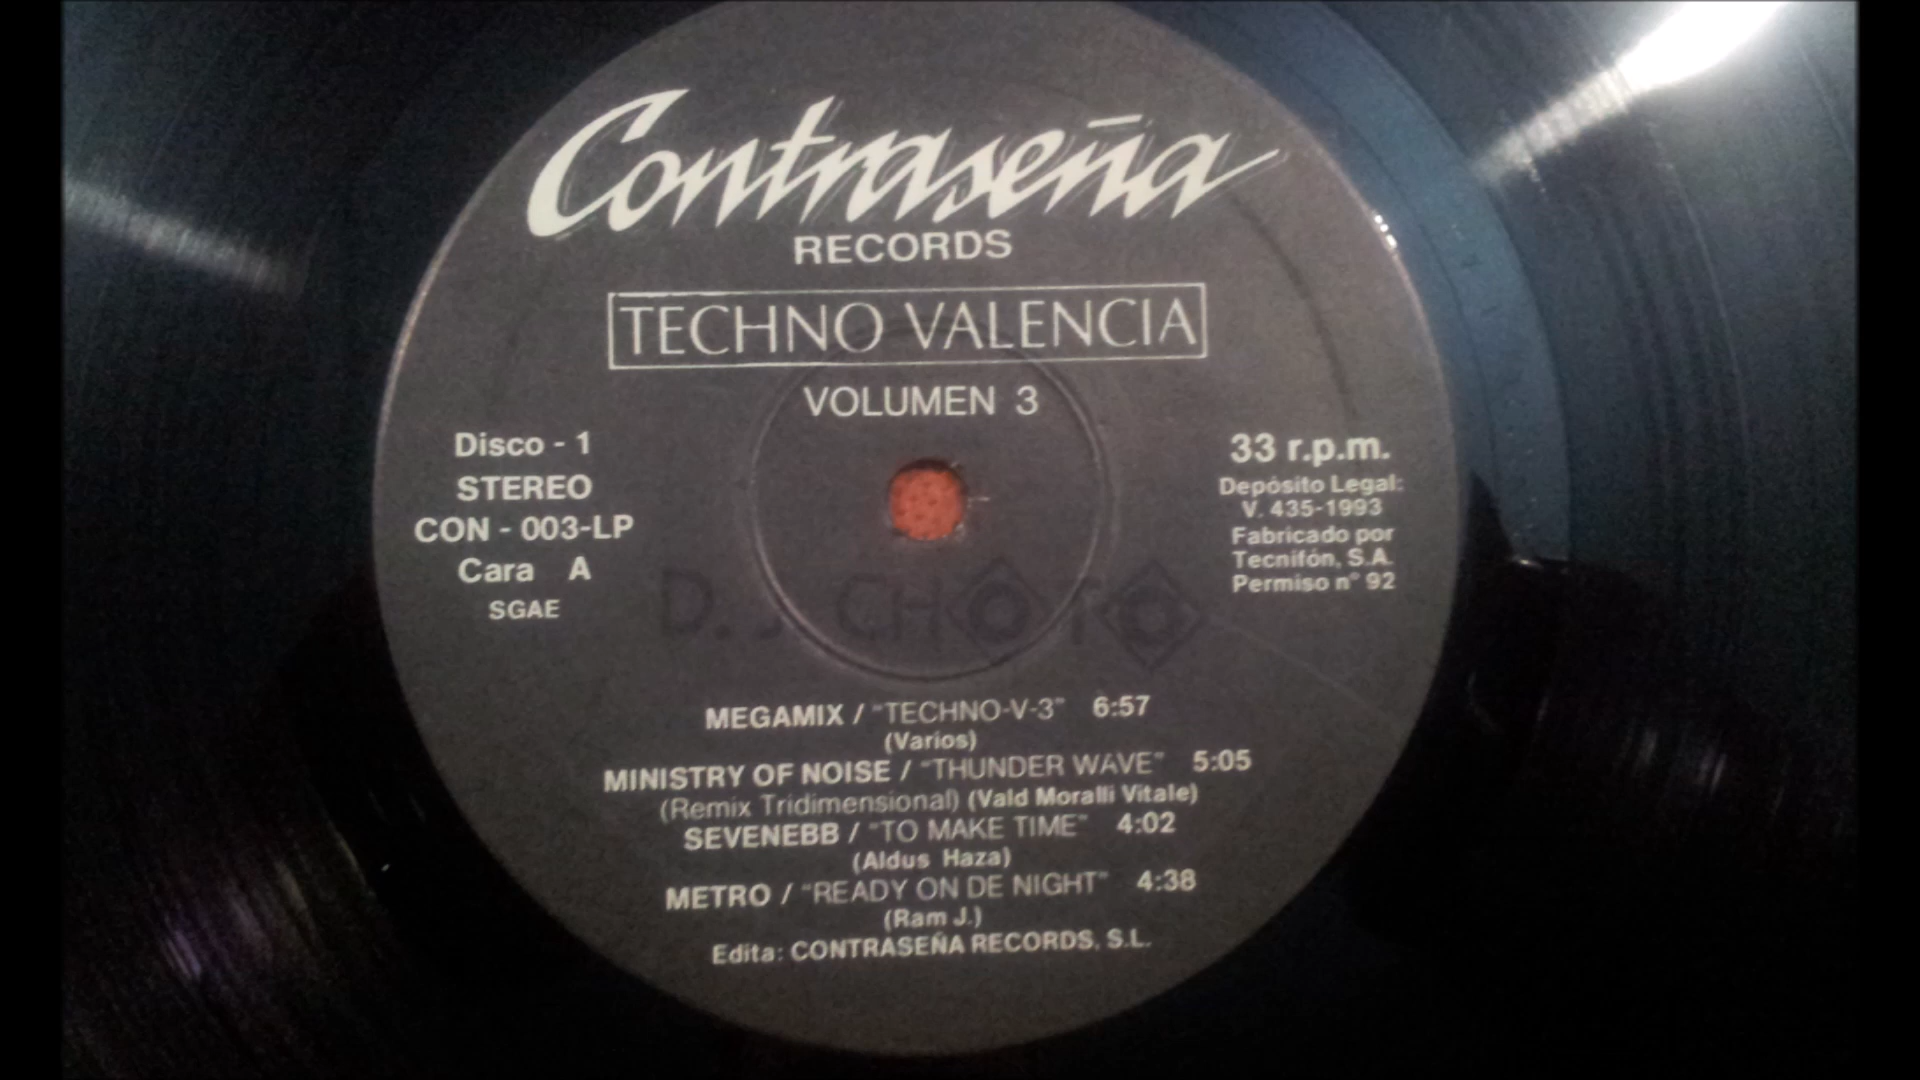 Contraseña
RECORDS
TECHNO VALENCIA
VOLUMEN 3
Disco - 1
STEREO
CON - 003-LP
Cara A
SGAE
33 r.p.m.
Depósito Legal:
V. 435-1993
Fabricado por
Tecnifón, S.A.
Permiso n° 92
D.J CHOTO
MEGAMIX / "TECHNO-V-3" 6:57
(Varios)
MINISTRY OF NOISE / "THUNDER WAVE" 5:05
(Remix Tridimensional) (Vald Moralli Vitale)
SEVENEBB / "TO MAKE TIME" 4:02
(Aldus Haza)
METRO / "READY ON DE NIGHT" 4:38
(Ram J.)
Edita: CONTRASEÑA RECORDS, S.L.